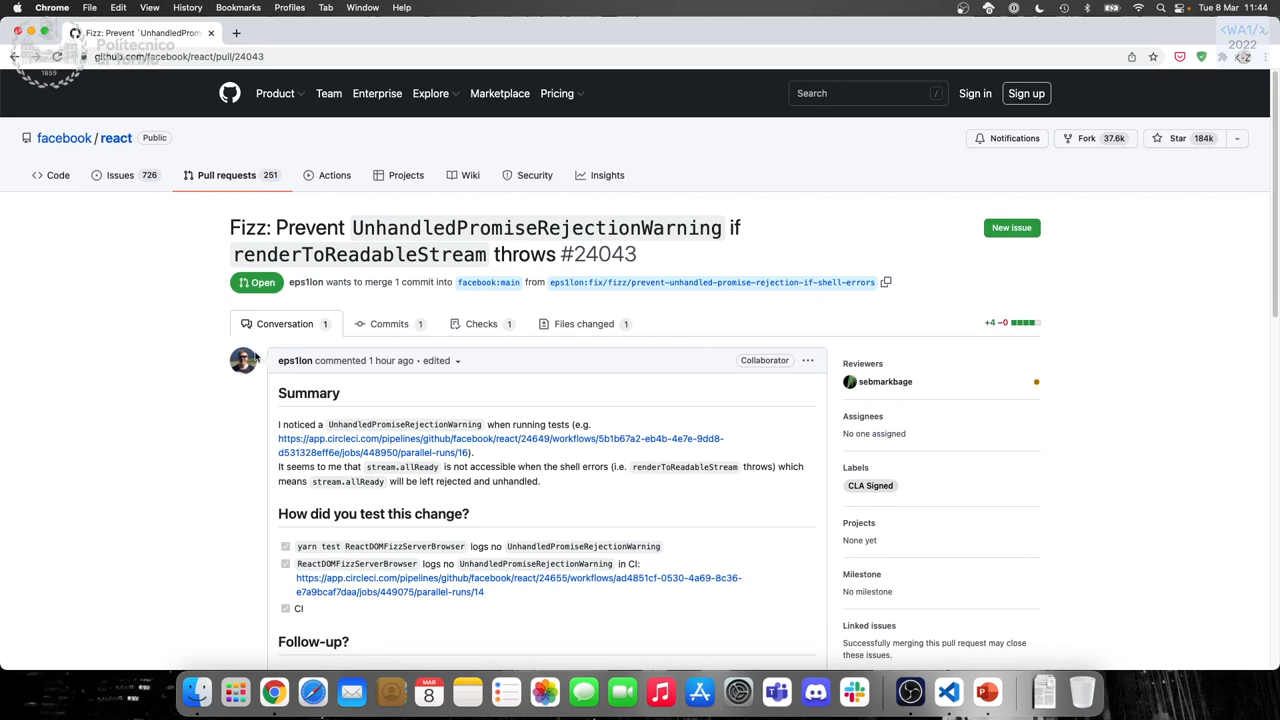 Chrome File Edit View History Bookmarks Profiles Tab Window Help Tue 8 Mar 11:44
Fizz: Prevent `UnhandledProm
<WA1/>
2022
Politecnico
di Torino
1859
github.com/facebook/react/pull/24043
Product Team Enterprise Explore Marketplace Pricing Search / Sign in Sign up
facebook / react Public Notifications Fork 37.6k Star 184k
Code Issues 726 Pull requests 251 Actions Projects Wiki Security Insights
Fizz: Prevent UnhandledPromiseRejectionWarning if
renderToReadableStream throws #24043
New issue
Open eps1lon wants to merge 1 commit into facebook:main from eps1lon:fix/fizz/prevent-unhandled-promise-rejection-if-shell-errors
Conversation 1 Commits 1 Checks 1 Files changed 1 +4 −0
eps1lon commented 1 hour ago • edited Collaborator
Summary
I noticed a UnhandledPromiseRejectionWarning when running tests (e.g.
https://app.circleci.com/pipelines/github/facebook/react/24649/workflows/5b1b67a2-eb4b-4e7e-9dd8-
d531328eff6e/jobs/448950/parallel-runs/16).
It seems to me that stream.allReady is not accessible when the shell errors (i.e. renderToReadableStream throws) which
means stream.allReady will be left rejected and unhandled.
How did you test this change?
yarn test ReactDOMFizzServerBrowser logs no UnhandledPromiseRejectionWarning
ReactDOMFizzServerBrowser logs no UnhandledPromiseRejectionWarning in CI:
https://app.circleci.com/pipelines/github/facebook/react/24655/workflows/ad4851cf-0530-4a69-8c36-
e7a9bcaf7daa/jobs/449075/parallel-runs/14
CI
Follow-up?
Reviewers
sebmarkbage
Assignees
No one assigned
Labels
CLA Signed
Projects
None yet
Milestone
No milestone
Linked issues
Successfully merging this pull request may close
these issues.
MAR
8